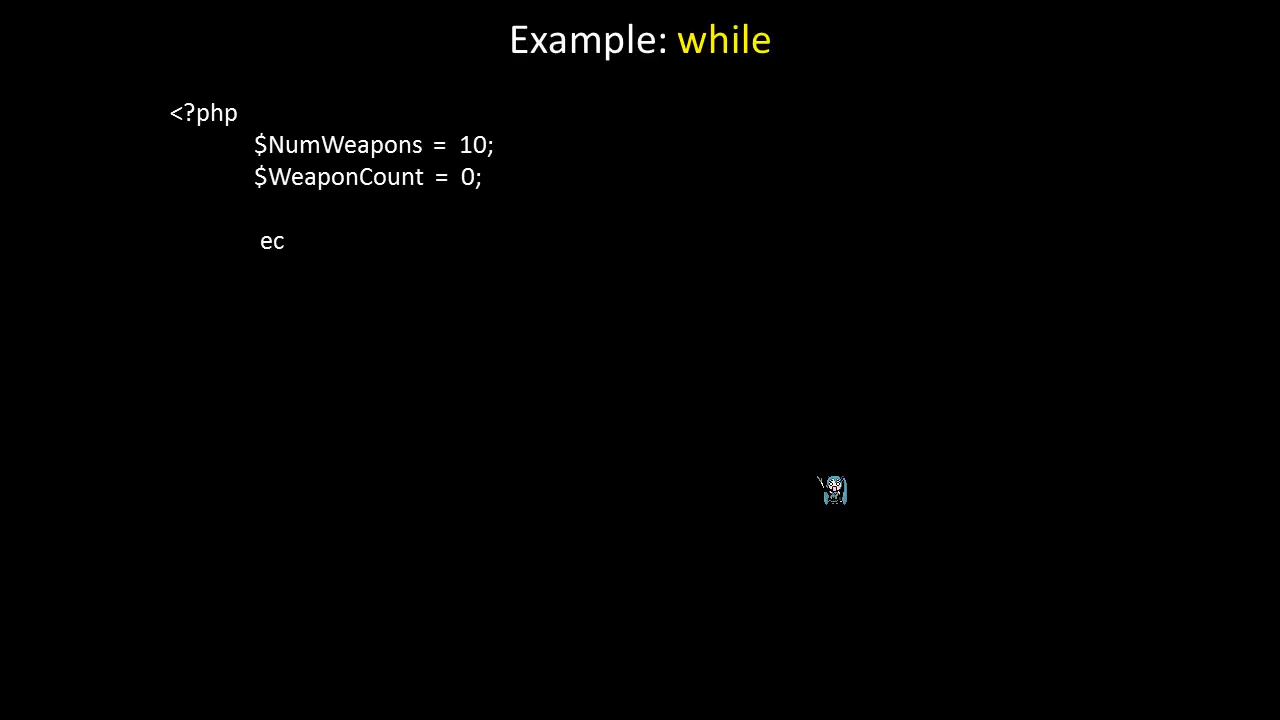 Example: while
<?php
$NumWeapons = 10;
$WeaponCount = 0;
ec